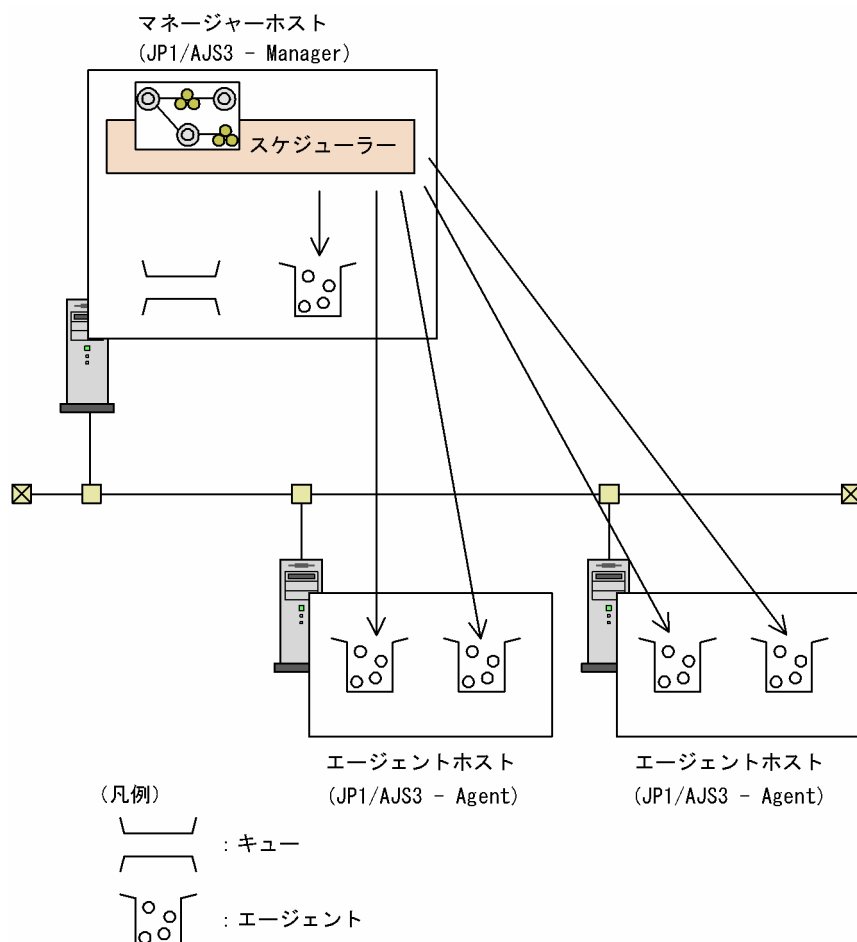 マネージャーホスト
(JP1/AJS3 - Manager)
スケジューラー
エージェントホスト
(JP1/AJS3 - Agent)
エージェントホスト
(JP1/AJS3 - Agent)
(凡例)
：キュー
：エージェント